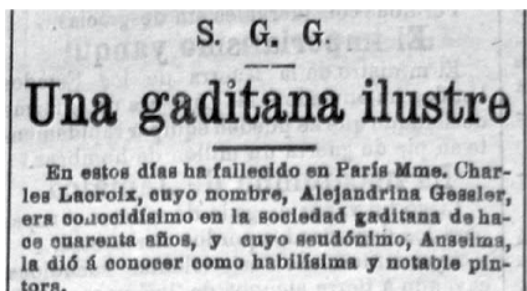 S. G. G.
Una gaditana ilustre
En estos días ha fallecido en París Mme. Char-
les Lacroix, cuyo nombre, Alejandrina Gessler,
era conocidísimo en la sociedad gaditana de ha-
ce cuarenta años, y cuyo seudónimo, Anselma,
la dió á conocer como habilísima y notable pin-
tora.